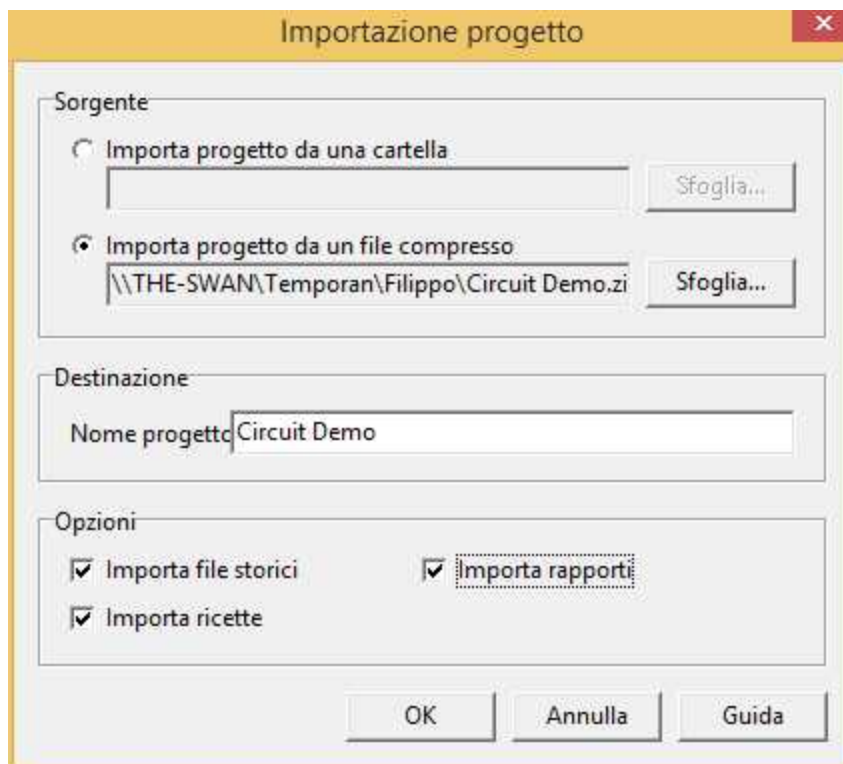 Importazione progetto
Sorgente
Importa progetto da una cartella
Sfoglia...
Importa progetto da un file compresso
\\THE-SWAN\Temporan\Filippo\Circuit Demo.zi
Sfoglia...
Destinazione
Nome progetto
Circuit Demo
Opzioni
Importa file storici
Importa rapporti
Importa ricette
OK
Annulla
Guida